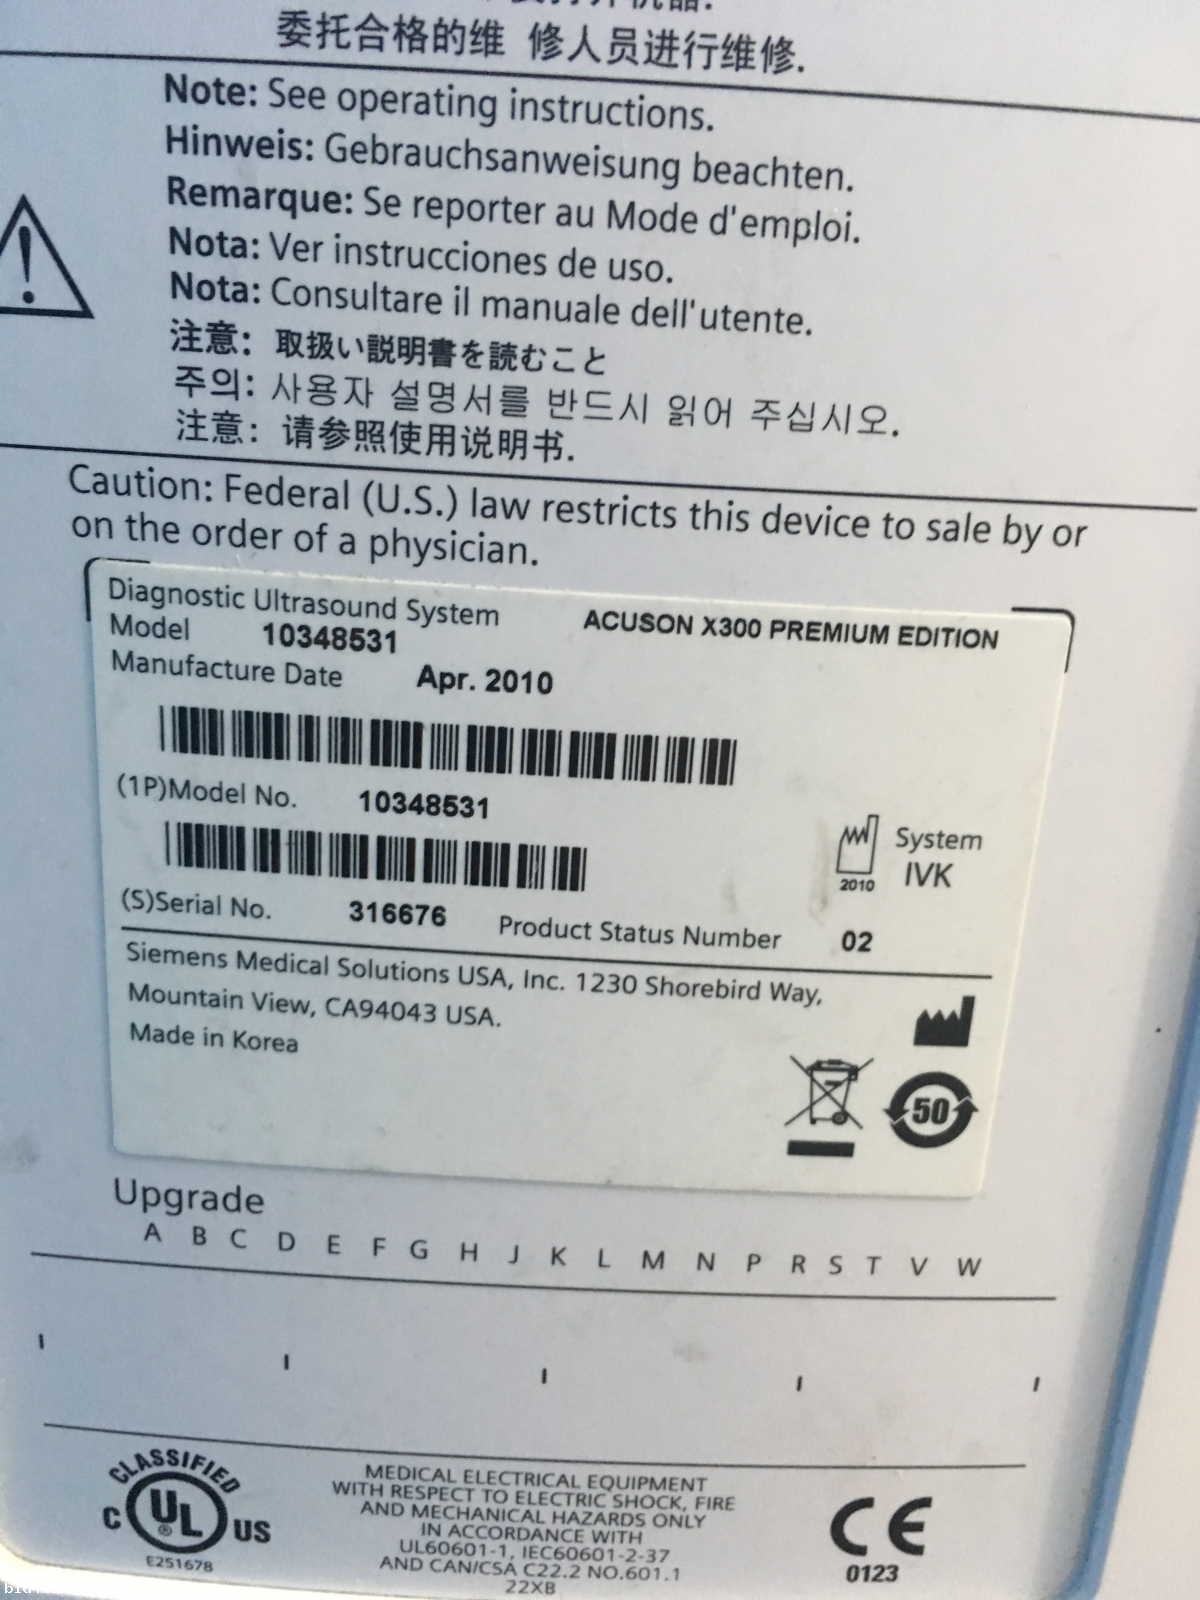 委托合格的维 修人员进行维修.
Note: See operating instructions.
Hinweis: Gebrauchsanweisung beachten.
Remarque: Se reporter au Mode d'emploi.
Nota: Ver instrucciones de uso.
Nota: Consultare il manuale dell'utente.
注意: 取扱い説明書を読むこと
주의: 사용자 설명서를 반드시 읽어 주십시오.
注意: 请参照使用说明书.
Caution: Federal (U.S.) law restricts this device to sale by or
on the order of a physician.
Diagnostic Ultrasound System ACUSON X300 PREMIUM EDITION
Model 10348531
Manufacture Date Apr. 2010
(1P)Model No. 10348531
System
2010 IVK
(S)Serial No. 316676 Product Status Number 02
Siemens Medical Solutions USA, Inc. 1230 Shorebird Way,
Mountain View, CA94043 USA.
Made in Korea
50
Upgrade
A B C D E F G H J K L M N P R S T V W
CLASSIFIED
C UL ® US
E251678
MEDICAL ELECTRICAL EQUIPMENT
WITH RESPECT TO ELECTRIC SHOCK, FIRE
AND MECHANICAL HAZARDS ONLY
IN ACCORDANCE WITH
UL60601-1, IEC60601-2-37
AND CAN/CSA C22.2 NO.601.1
22XB
CE
0123